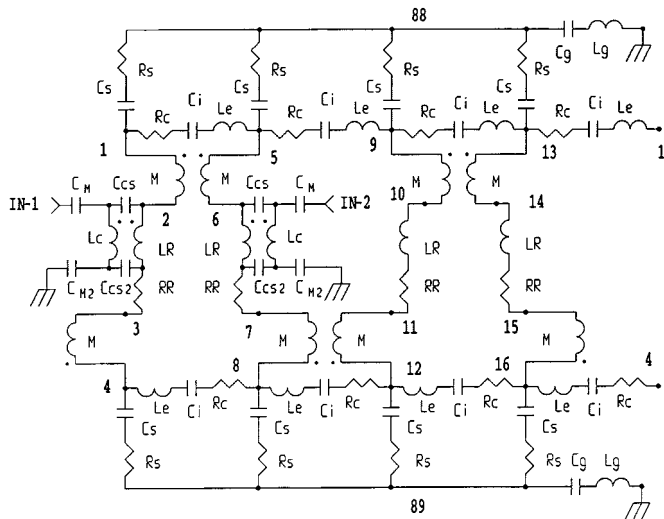 88
Rs Rs Rs Rs Cg Lg
Cs Cs Cs Cs
Rc Ci Le Rc Ci Le Rc Ci Le Rc Ci Le
1 5 9 13 1
M M M M
10 14
IN-1 CM Ccs 2 6 Ccs CM IN-2
Lc LR LR Lc LR LR
CM2 Ccs2 RR RR Ccs2 CM2 RR RR
3 7 11 15
M M M M
4 8 12 16 4
Le Ci Rc Le Ci Rc Le Ci Rc Le Ci Rc
Cs Cs Cs Cs
Rs Rs Rs Rs Cg Lg
89